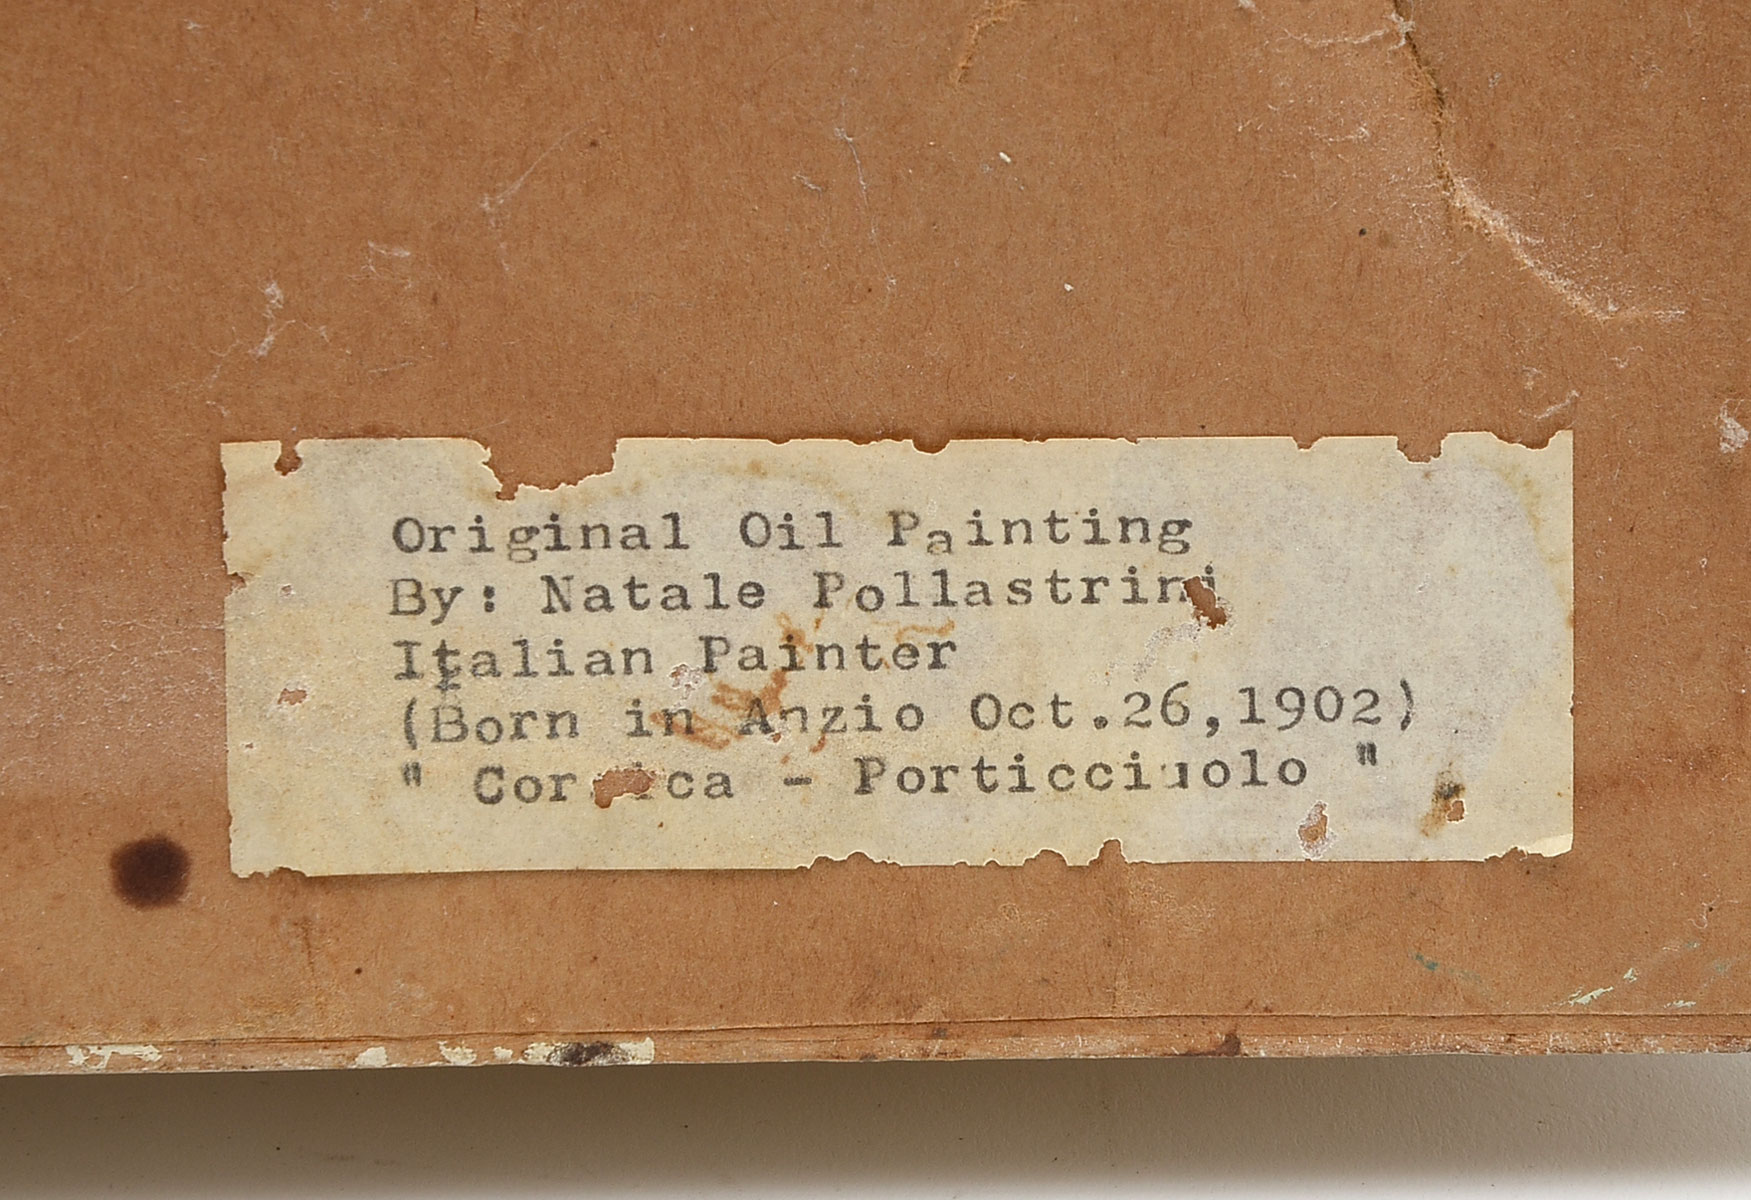 Original Oil Painting
By: Natale Pollastrini
Italian Painter
(Born in Anzio Oct.26,1902)
" Corsica - Porticciuolo "